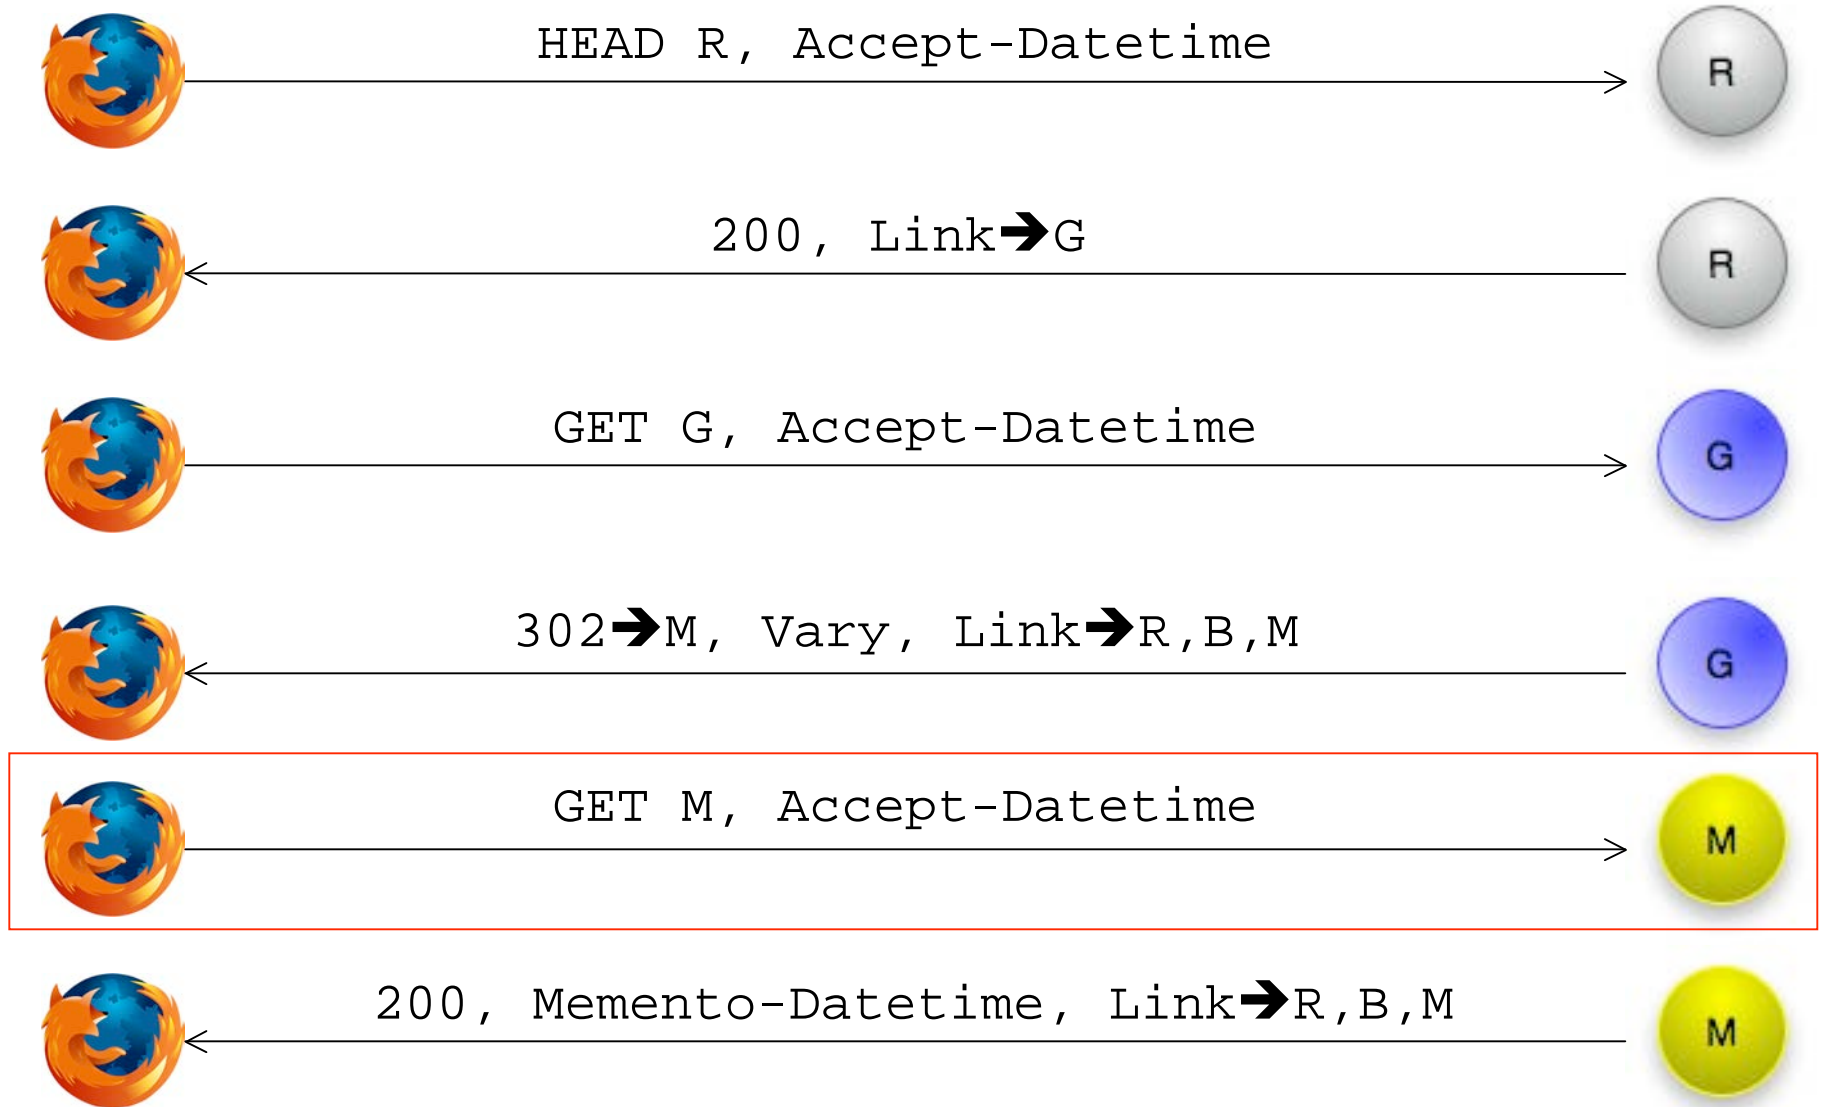 HEAD R, Accept-Datetime
R
200, Link➔G
R
GET G, Accept-Datetime
G
302➔M, Vary, Link➔R,B,M
G
GET M, Accept-Datetime
M
200, Memento-Datetime, Link➔R,B,M
M